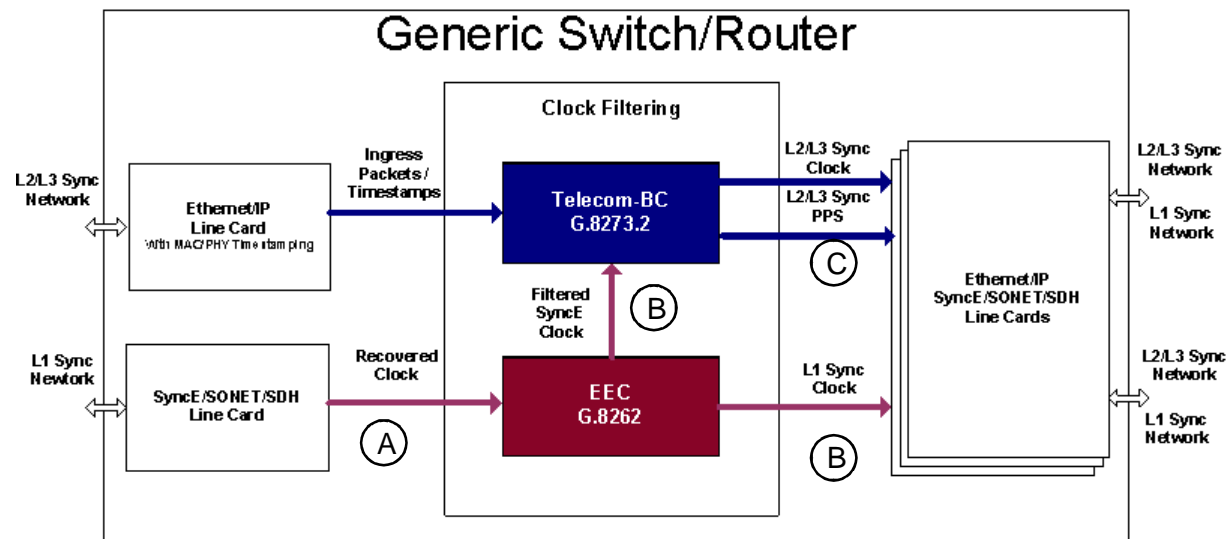 Generic Switch/Router
Clock Filtering
L2/L3 Sync
Network
Ethernet/IP
Line Card
With MAC/PHY Timestamping
Ingress
Packets /
Timestamps
Telecom-BC
G.8273.2
L2/L3 Sync
Clock
L2/L3 Sync
PPS
C
Filtered
SyncE
Clock
B
L1 Sync
Newtork
SyncE/SONET/SDH
Line Card
Recovered
Clock
A
EEC
G.8262
L1 Sync
Clock
B
Ethernet/IP
SyncE/SONET/SDH
Line Cards
L2/L3 Sync
Network
L1 Sync
Network
L2/L3 Sync
Network
L1 Sync
Network